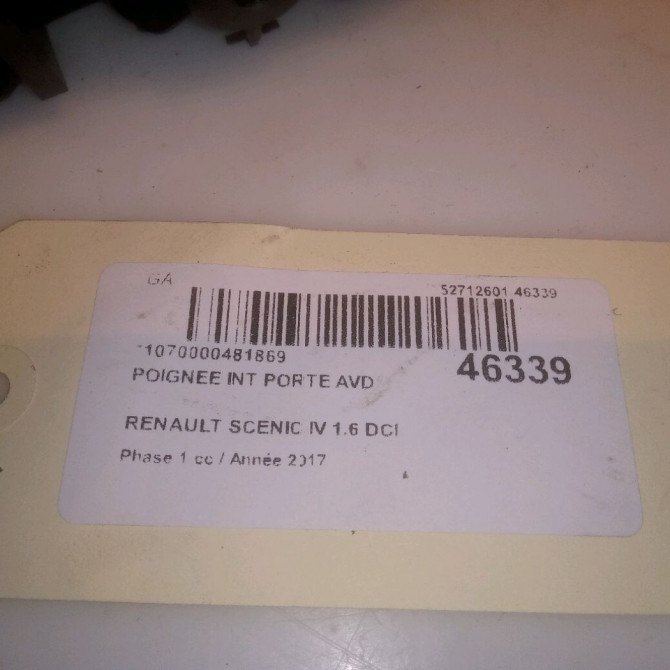 GA
52712601 46339
1070000481869
46339
POIGNEE INT PORTE AVD
RENAULT SCENIC IV 1.6 DCI
Phase 1 cc / Année 2017